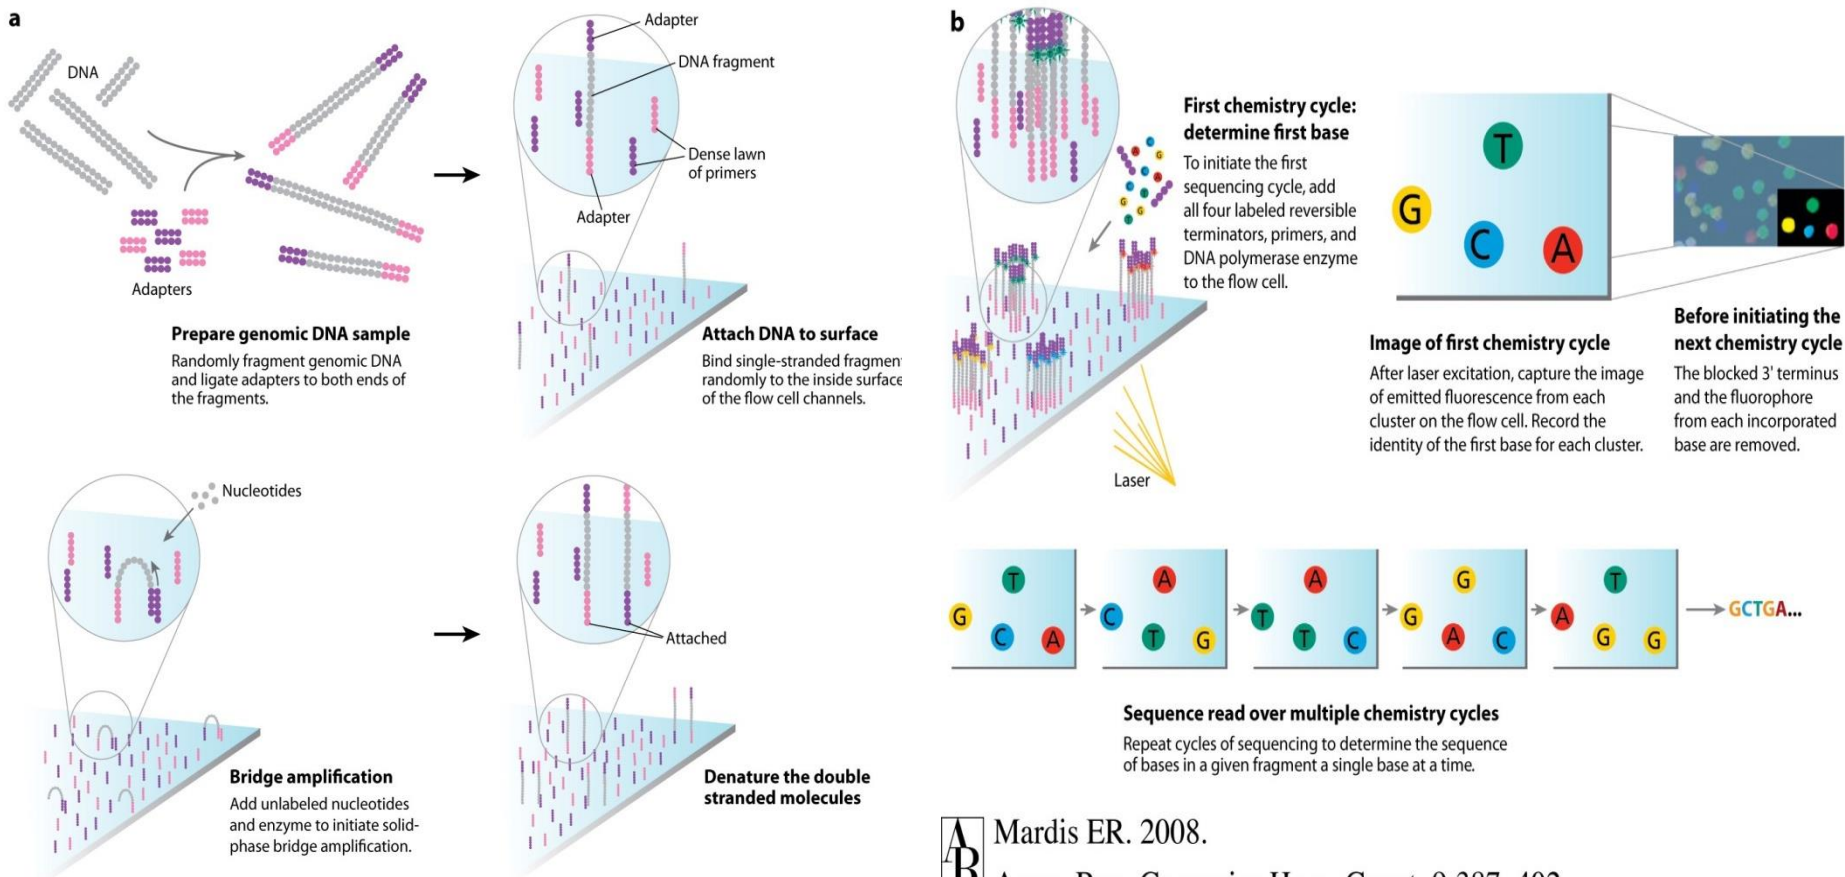 a
DNA
Adapters
Prepare genomic DNA sample
Randomly fragment genomic DNA
and ligate adapters to both ends of
the fragments.
Adapter
DNA fragment
Dense lawn
of primers
Adapter
Attach DNA to surface
Bind single-stranded fragment
randomly to the inside surface
of the flow cell channels.
Nucleotides
Bridge amplification
Add unlabeled nucleotides
and enzyme to initiate solid-
phase bridge amplification.
Attached
Denature the double
stranded molecules
b
First chemistry cycle:
determine first base
To initiate the first
sequencing cycle, add
all four labeled reversible
terminators, primers, and
DNA polymerase enzyme
to the flow cell.
A C G
C A
C T
G G
T
Laser
T
G
C A
Image of first chemistry cycle
After laser excitation, capture the image
of emitted fluorescence from each
cluster on the flow cell. Record the
identity of the first base for each cluster.
Before initiating the
next chemistry cycle
The blocked 3' terminus
and the fluorophore
from each incorporated
base are removed.
T
G
C A
A
C
T G
A
T
T C
G
G
A C
T
A
G G
GCTGA...
Sequence read over multiple chemistry cycles
Repeat cycles of sequencing to determine the sequence
of bases in a given fragment a single base at a time.
AR
Mardis ER. 2008.